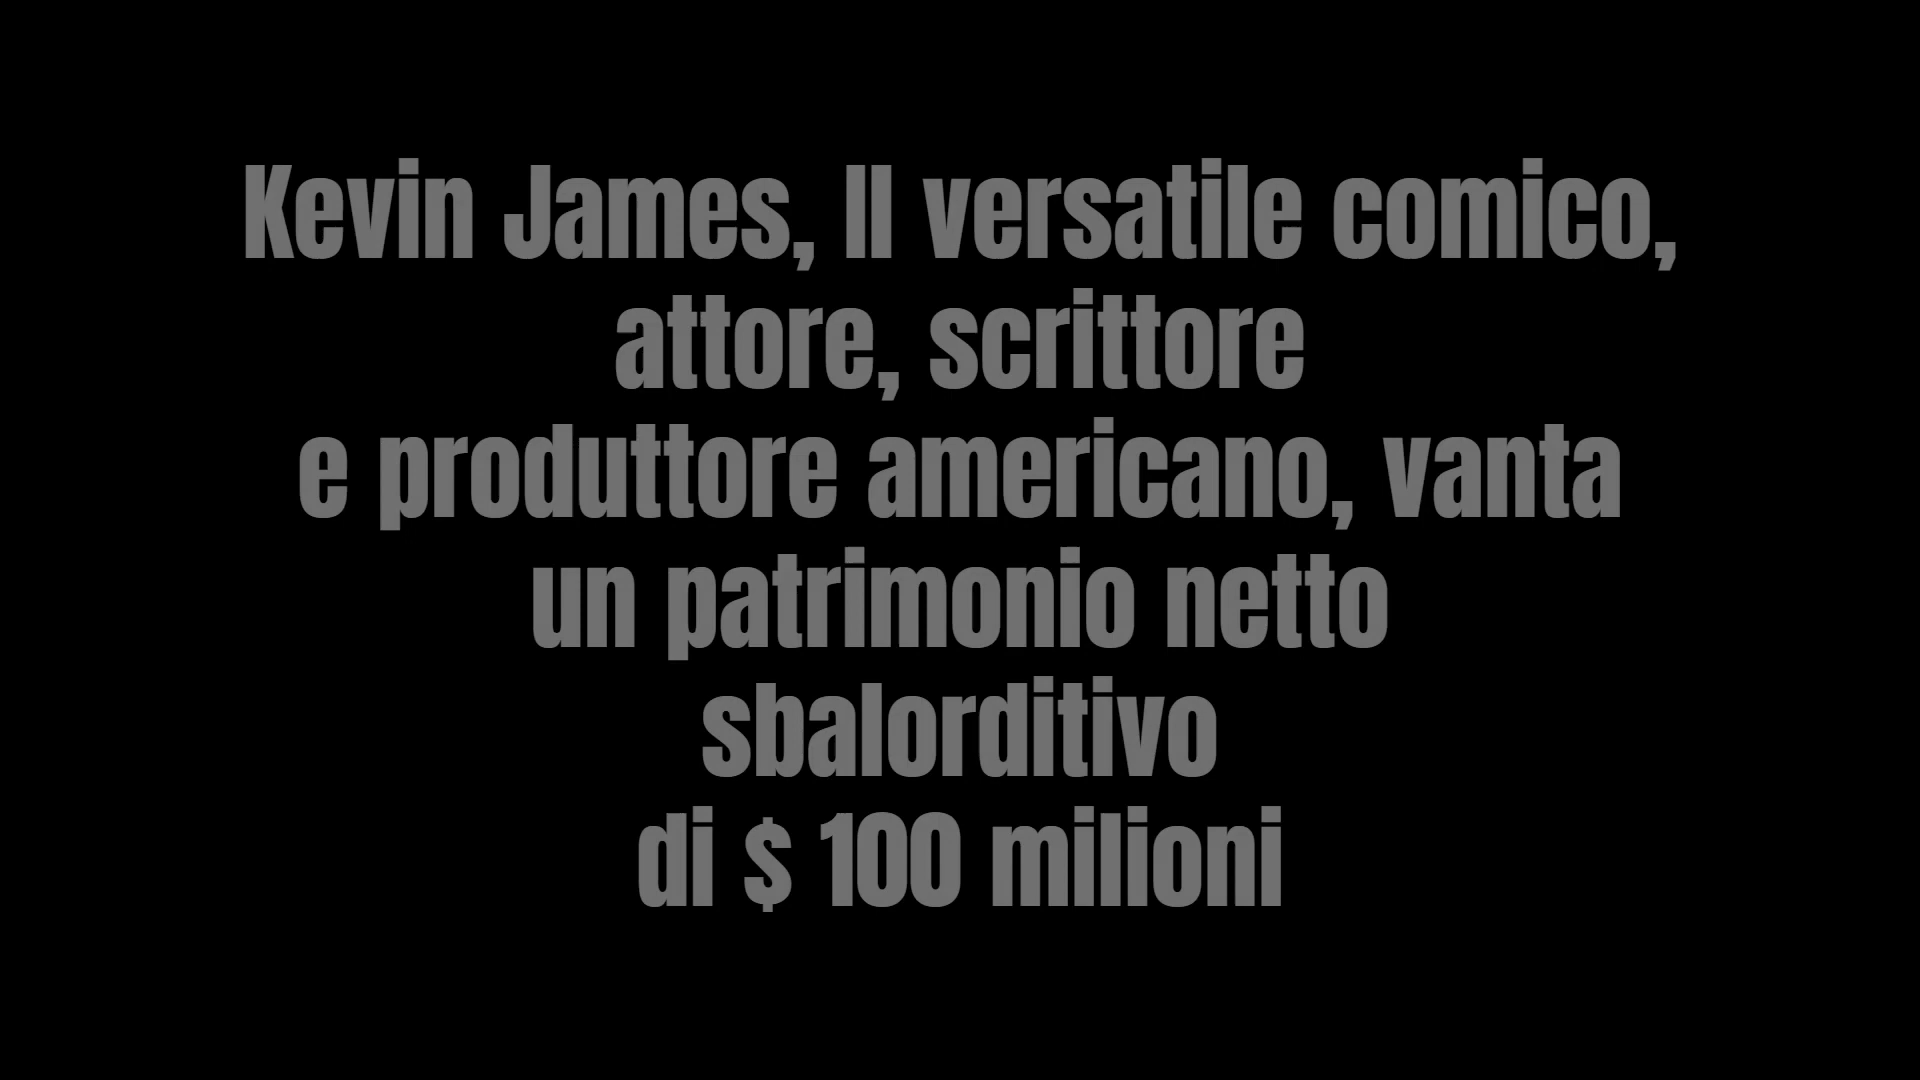 Kevin James, Il versatile comico,
attore, scrittore
e produttore americano, vanta
un patrimonio netto
sbalorditivo
di $ 100 milioni